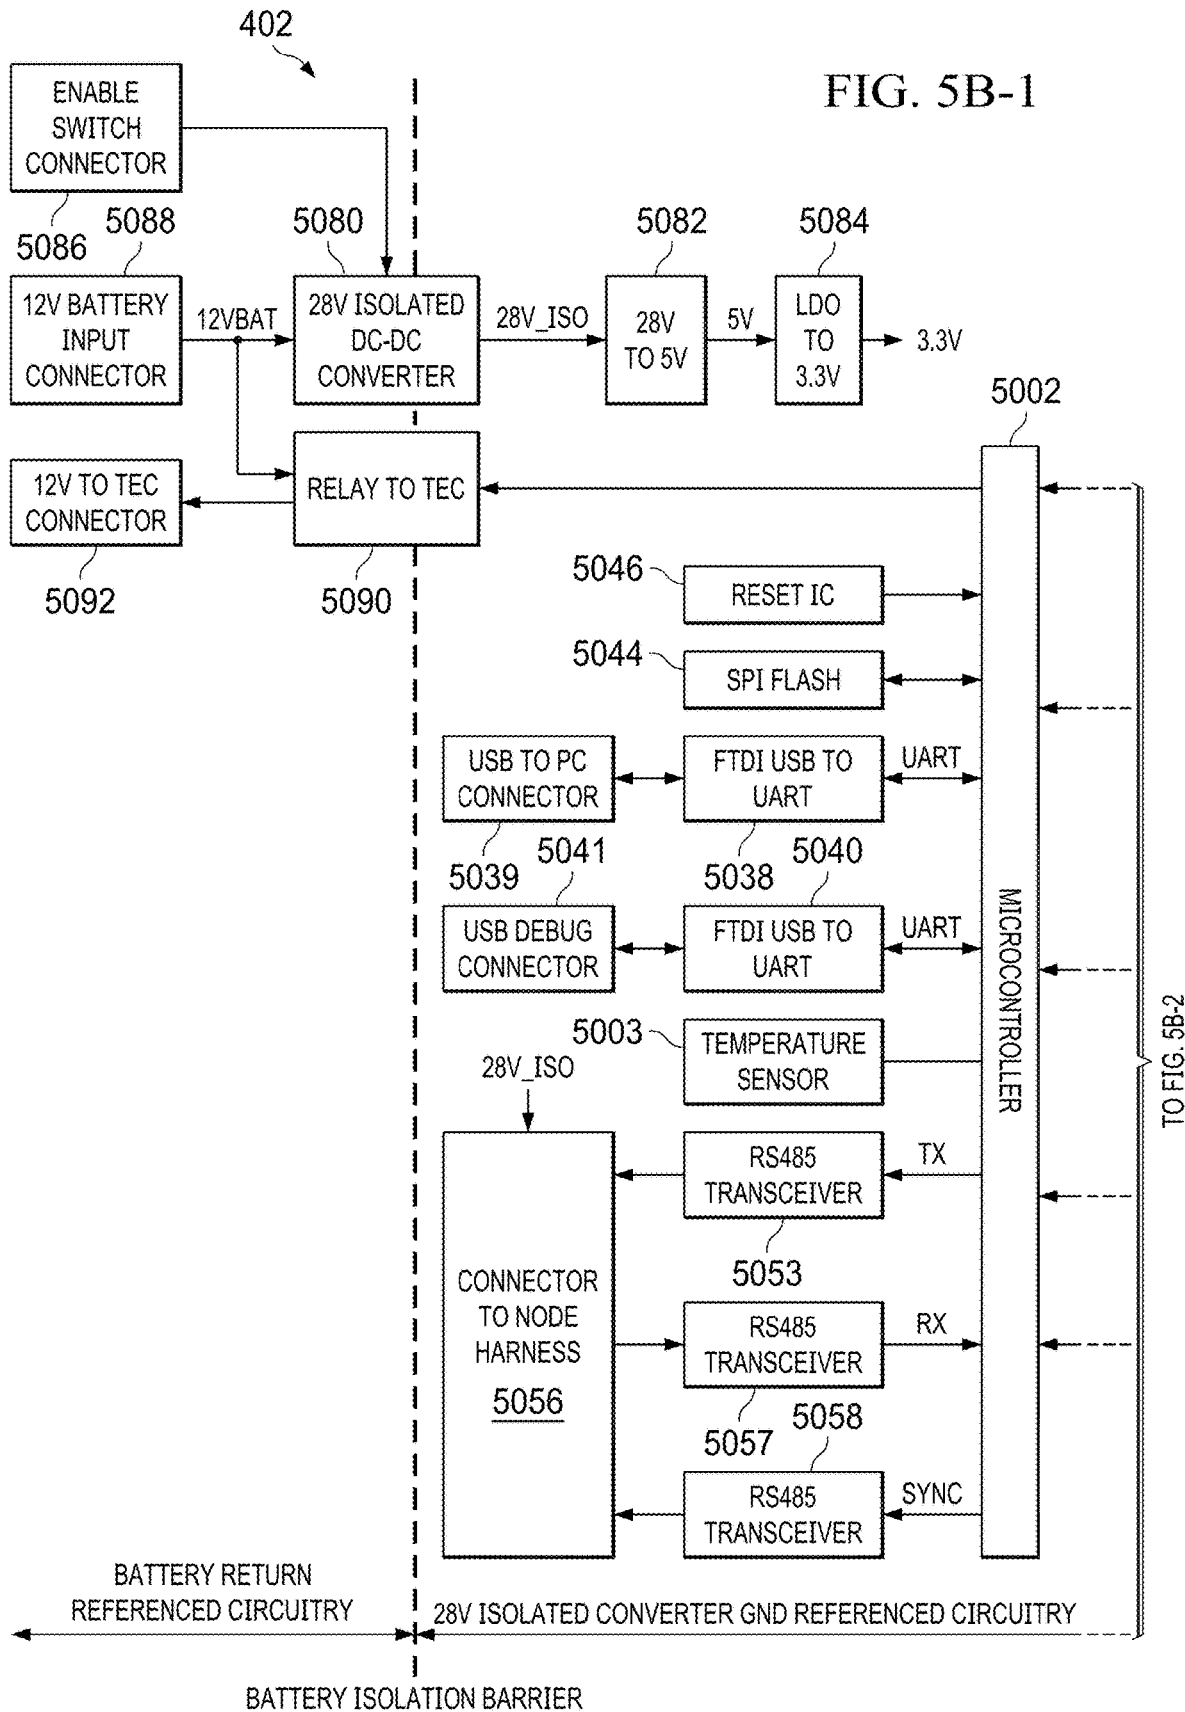 402
FIG. 5B-1
ENABLE
SWITCH
CONNECTOR
5086
5088
5080
5082
5084
12V BATTERY
INPUT
CONNECTOR
12VBAT
28V ISOLATED
DC-DC
CONVERTER
28V_ISO
28V
TO 5V
5V
LDO
TO
3.3V
3.3V
5002
12V TO TEC
CONNECTOR
RELAY TO TEC
5092
5090
5046
RESET IC
5044
SPI FLASH
USB TO PC
CONNECTOR
FTDI USB TO
UART
UART
5039
5041
5038
5040
USB DEBUG
CONNECTOR
FTDI USB TO
UART
UART
MICROCONTROLLER
TO FIG. 5B-2
5003
TEMPERATURE
SENSOR
28V_ISO
RS485
TRANSCEIVER
TX
5053
CONNECTOR
TO NODE
HARNESS
5056
RS485
TRANSCEIVER
RX
5057
5058
RS485
TRANSCEIVER
SYNC
BATTERY RETURN
REFERENCED CIRCUITRY
28V ISOLATED CONVERTER GND REFERENCED CIRCUITRY
BATTERY ISOLATION BARRIER